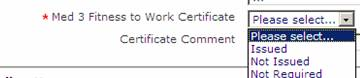 * Med 3 Fitness to Work Certificate Please select...
Please select...
Certificate Comment Issued
Not Issued
Not Required